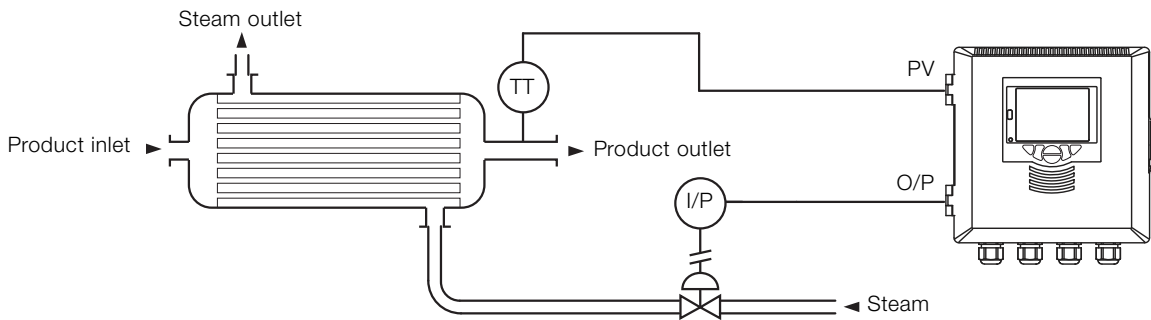 Steam outlet
PV
TT
Product inlet
Product outlet
O/P
I/P
Steam